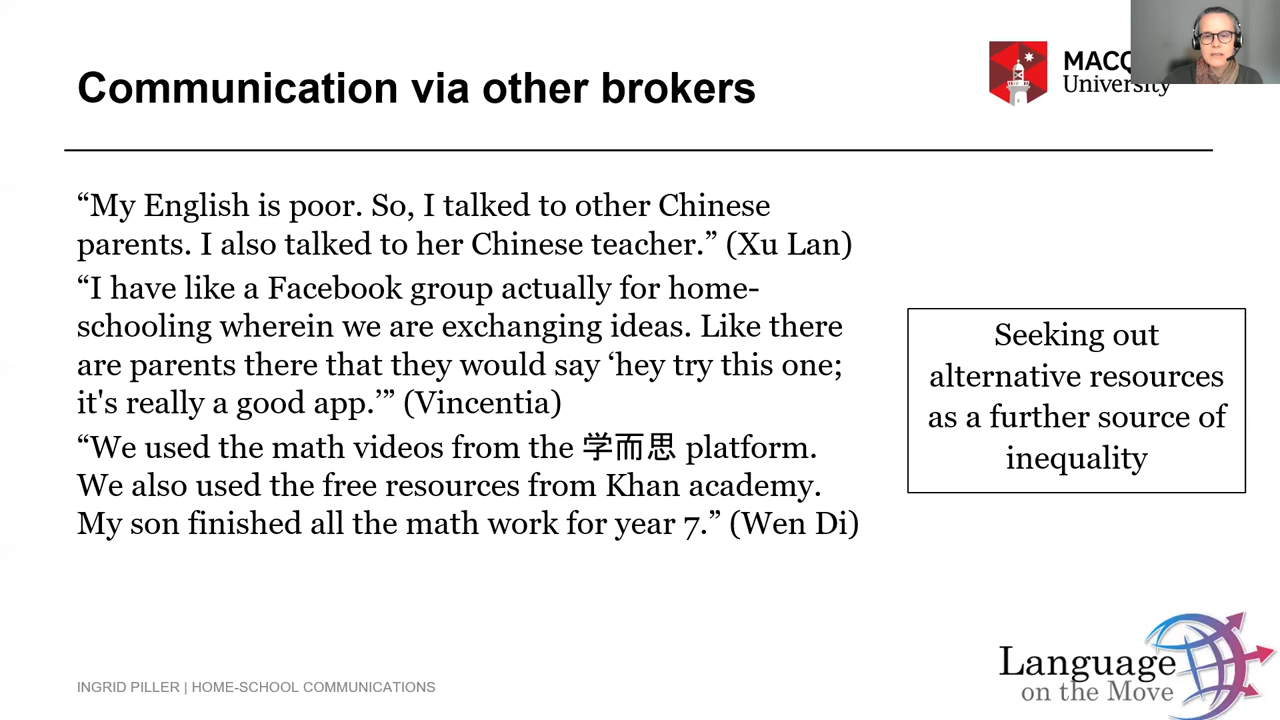 Communication via other brokers
MACQ
University
“My English is poor. So, I talked to other Chinese
parents. I also talked to her Chinese teacher.” (Xu Lan)
“I have like a Facebook group actually for home-
schooling wherein we are exchanging ideas. Like there
are parents there that they would say ‘hey try this one;
it's really a good app.’” (Vincentia)
“We used the math videos from the 学而思 platform.
We also used the free resources from Khan academy.
My son finished all the math work for year 7.” (Wen Di)
Seeking out
alternative resources
as a further source of
inequality
INGRID PILLER | HOME-SCHOOL COMMUNICATIONS
Language
on the Move